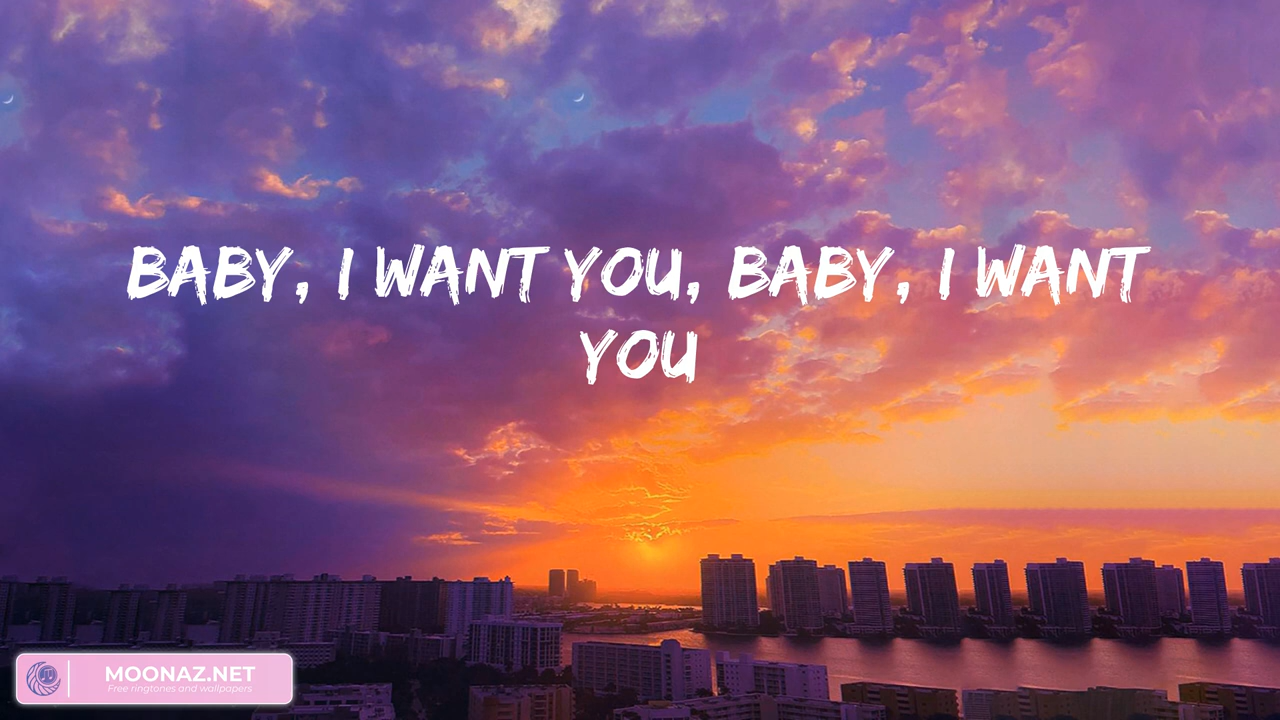 BABY, I WANT YOU, BABY, I WANT
YOU
MOONAZ.NET
Free ringtones and wallpapers